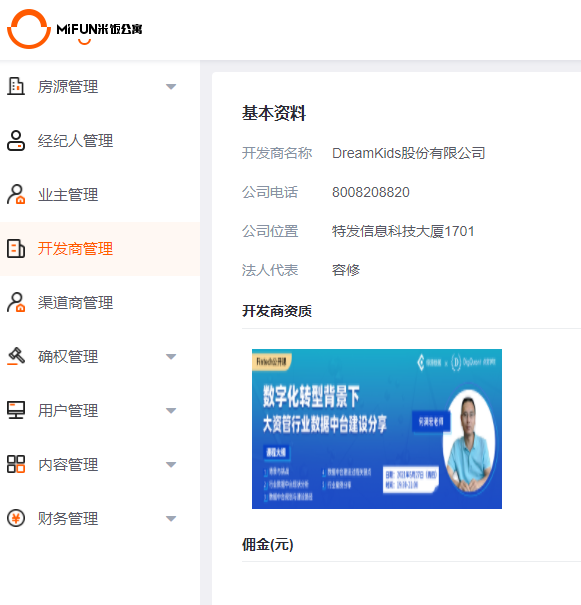 MiFUN米饭公寓
房源管理
经纪人管理
业主管理
开发商管理
渠道商管理
确权管理
用户管理
内容管理
财务管理
基本资料
开发商名称 DreamKids股份有限公司
公司电话 8008208820
公司位置 特发信息科技大厦1701
法人代表 容修
开发商资质
Fintech公开课
数字化转型背景下
大资管行业数据中台建设分享
课程大纲
佣金(元)